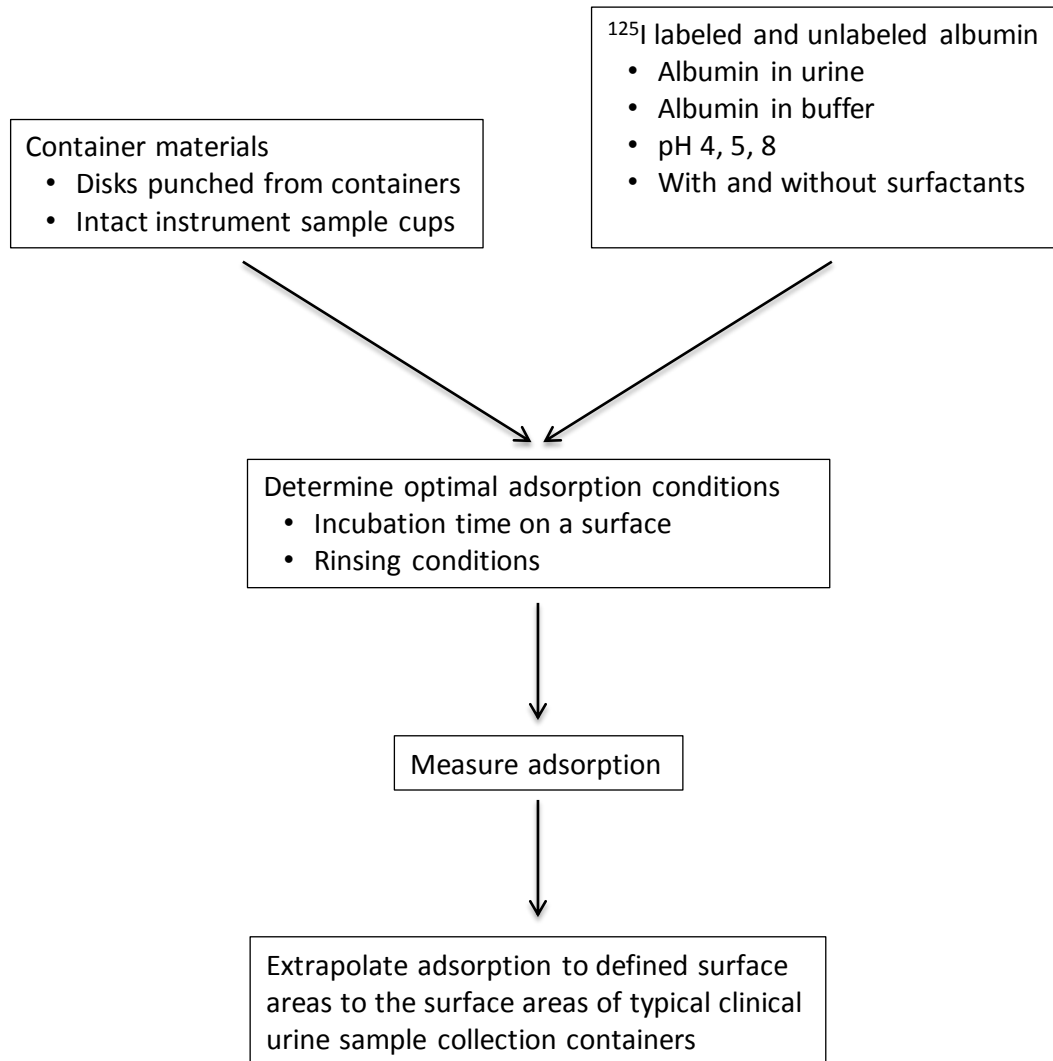 Container materials
• Disks punched from containers
• Intact instrument sample cups
¹²⁵I labeled and unlabeled albumin
• Albumin in urine
• Albumin in buffer
• pH 4, 5, 8
• With and without surfactants
Determine optimal adsorption conditions
• Incubation time on a surface
• Rinsing conditions
Measure adsorption
Extrapolate adsorption to defined surface
areas to the surface areas of typical clinical
urine sample collection containers